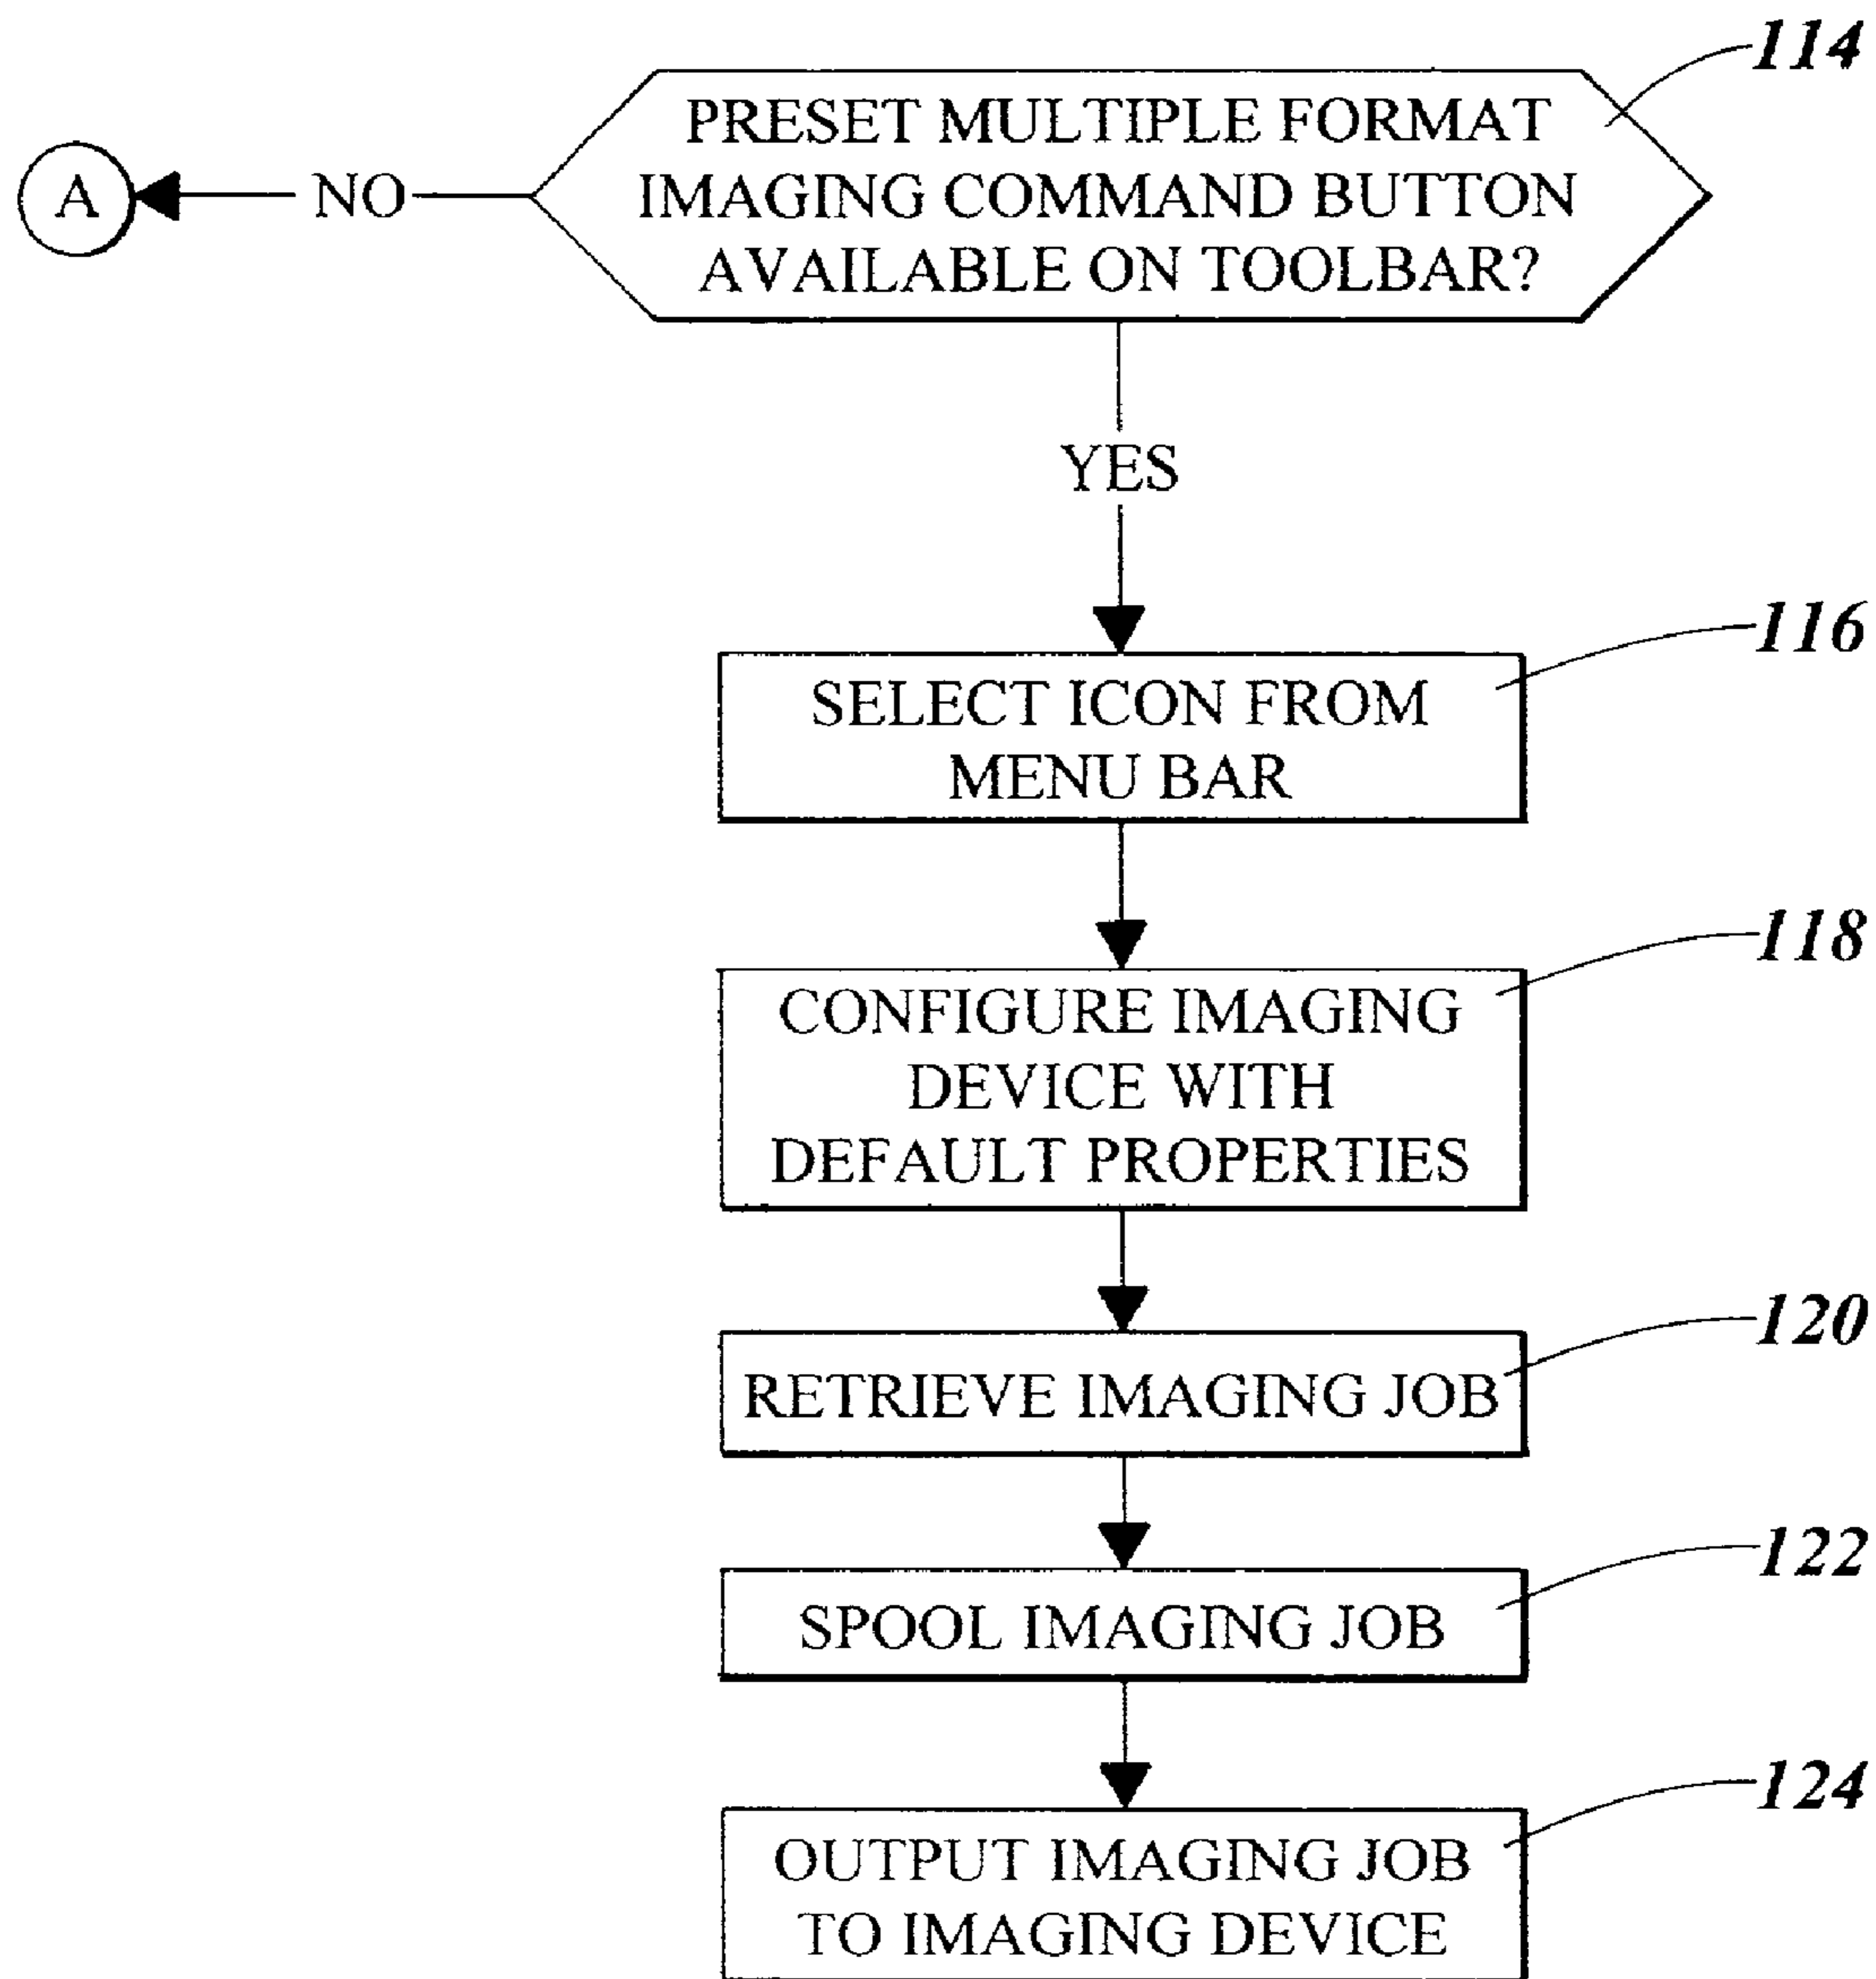 114
PRESET MULTIPLE FORMAT
IMAGING COMMAND BUTTON
AVAILABLE ON TOOLBAR?
A
NO
YES
116
SELECT ICON FROM
MENU BAR
118
CONFIGURE IMAGING
DEVICE WITH
DEFAULT PROPERTIES
120
RETRIEVE IMAGING JOB
122
SPOOL IMAGING JOB
124
OUTPUT IMAGING JOB
TO IMAGING DEVICE